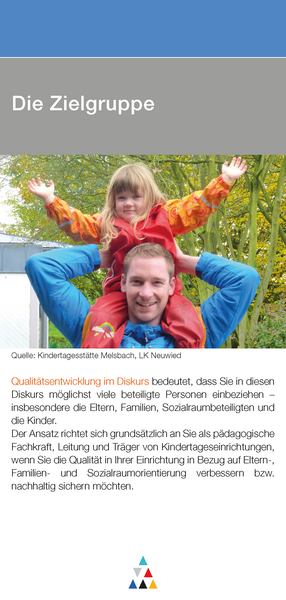 Die Zielgruppe
Quelle: Kindertagesstätte Melsbach, LK Neuwied
Qualitätsentwicklung im Diskurs bedeutet, dass Sie in diesen
Diskurs möglichst viele beteiligte Personen einbeziehen –
insbesondere die Eltern, Familien, Sozialraumbeteiligten und
die Kinder.
Der Ansatz richtet sich grundsätzlich an Sie als pädagogische
Fachkraft, Leitung und Träger von Kindertageseinrichtungen,
wenn Sie die Qualität in Ihrer Einrichtung in Bezug auf Eltern-,
Familien- und Sozialraumorientierung verbessern bzw.
nachhaltig sichern möchten.